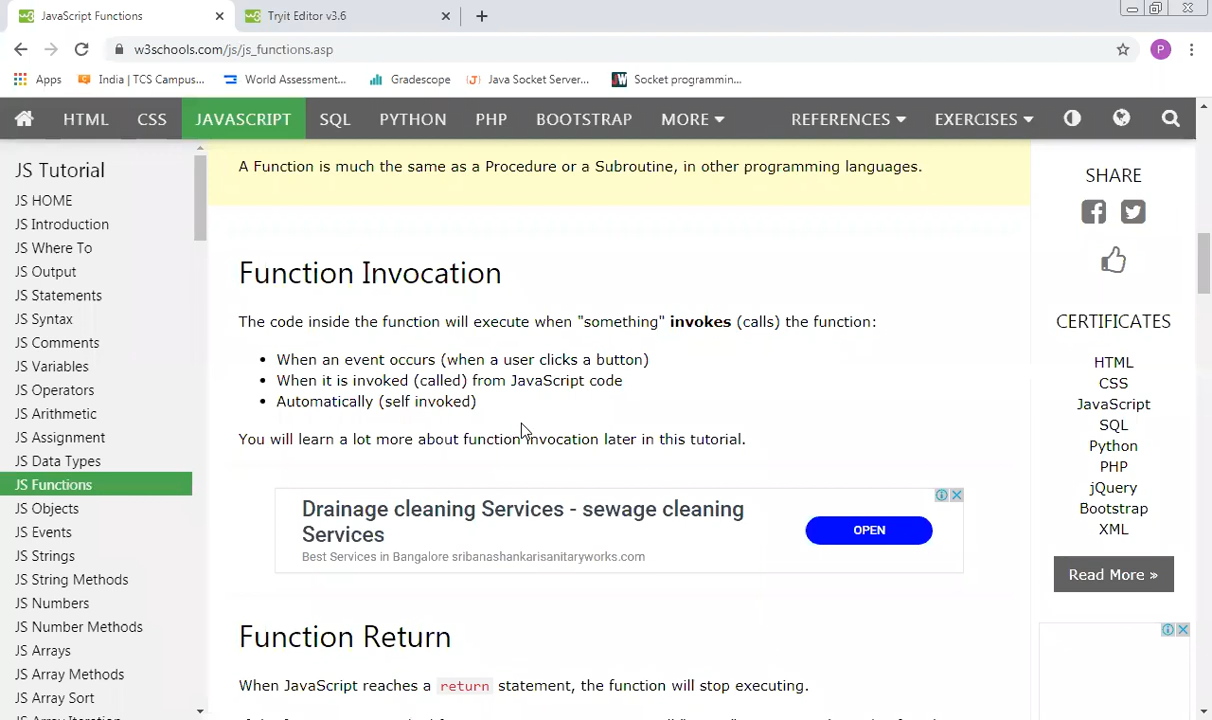 JavaScript Functions
Tryit Editor v3.6
w3schools.com/js/js_functions.asp
P
Apps
India | TCS Campus...
World Assessment...
Gradescope
Java Socket Server...
Socket programmin...
HTML
CSS
JAVASCRIPT
SQL
PYTHON
PHP
BOOTSTRAP
MORE
REFERENCES
EXERCISES
JS Tutorial
JS HOME
JS Introduction
JS Where To
JS Output
JS Statements
JS Syntax
JS Comments
JS Variables
JS Operators
JS Arithmetic
JS Assignment
JS Data Types
JS Functions
JS Objects
JS Events
JS Strings
JS String Methods
JS Numbers
JS Number Methods
JS Arrays
JS Array Methods
JS Array Sort
A Function is much the same as a Procedure or a Subroutine, in other programming languages.
Function Invocation
The code inside the function will execute when "something" invokes (calls) the function:
When an event occurs (when a user clicks a button)
When it is invoked (called) from JavaScript code
Automatically (self invoked)
You will learn a lot more about function invocation later in this tutorial.
Drainage cleaning Services - sewage cleaning
Services
Best Services in Bangalore sribanashankarisanitaryworks.com
OPEN
Function Return
When JavaScript reaches a return statement, the function will stop executing.
SHARE
CERTIFICATES
HTML
CSS
JavaScript
SQL
Python
PHP
jQuery
Bootstrap
XML
Read More »